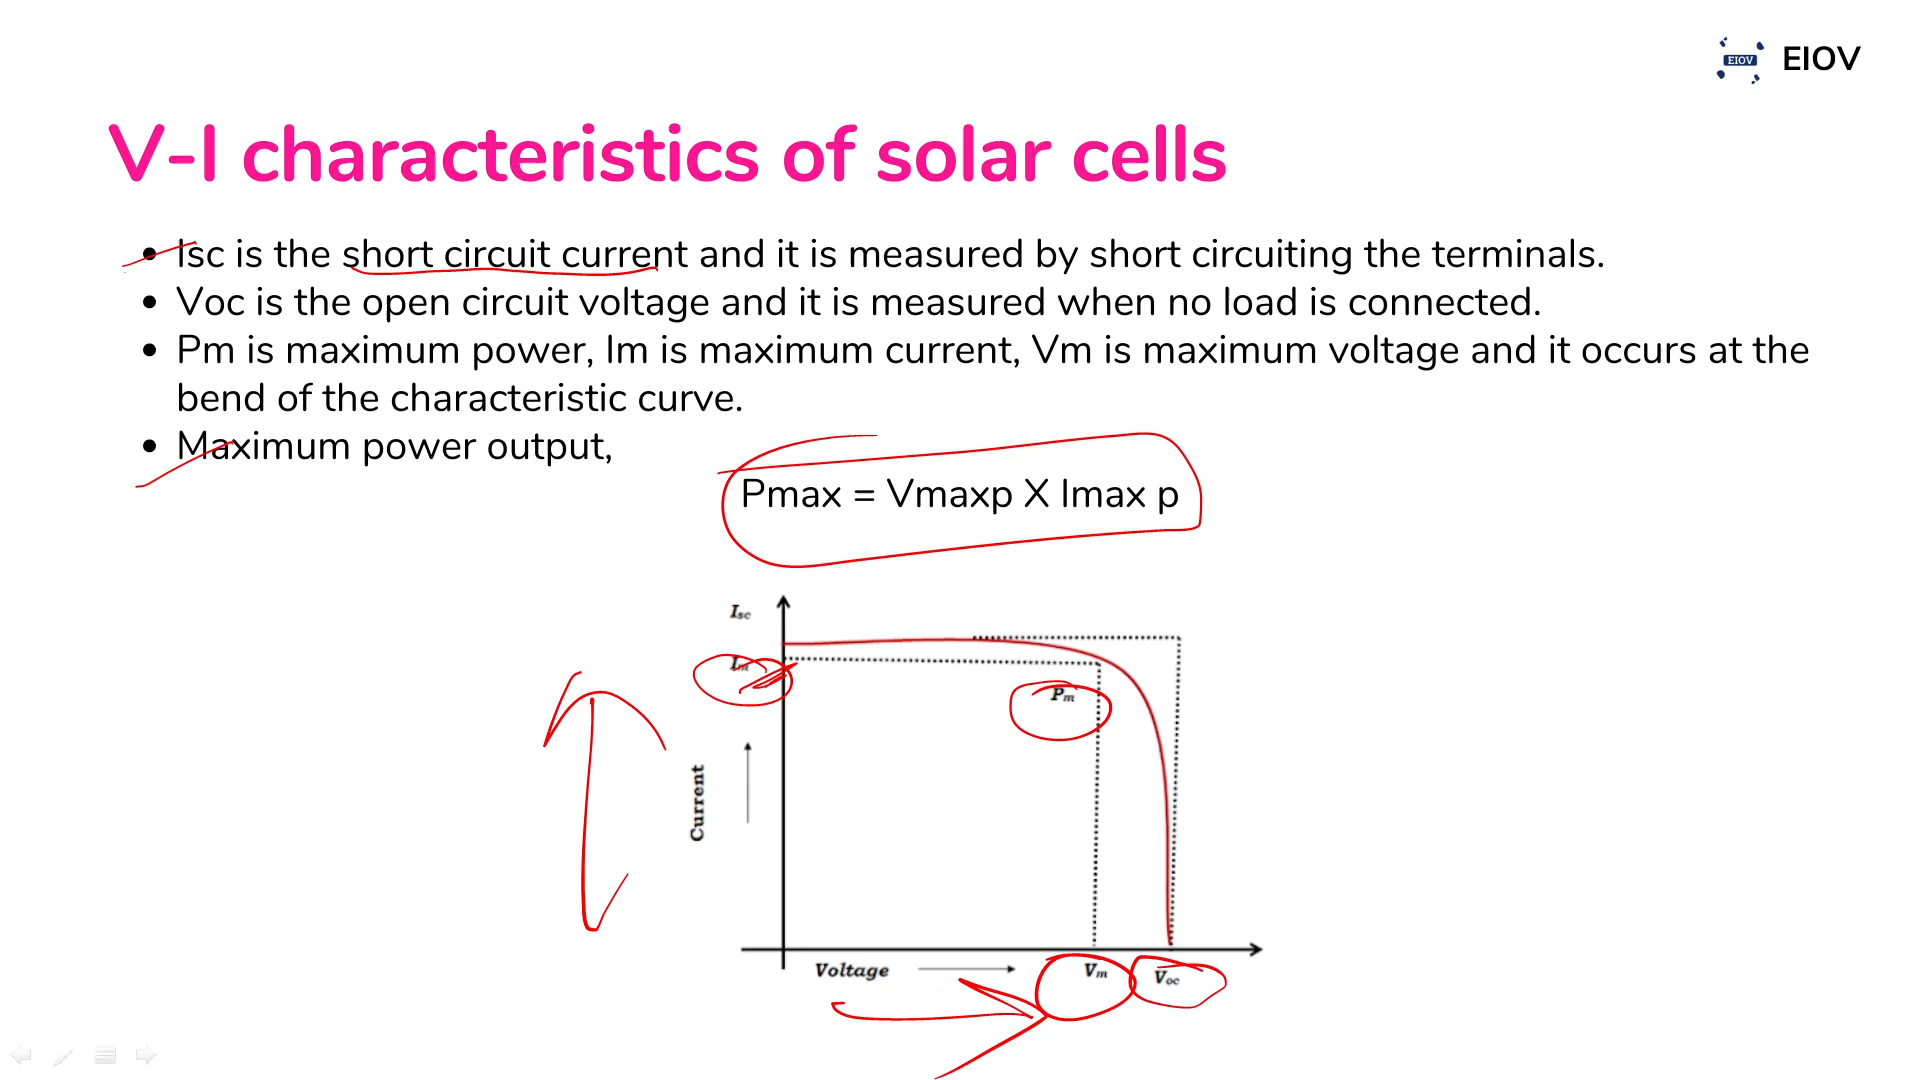 EIOV EIOV
V-I characteristics of solar cells
• Isc is the short circuit current and it is measured by short circuiting the terminals.
• Voc is the open circuit voltage and it is measured when no load is connected.
• Pm is maximum power, Im is maximum current, Vm is maximum voltage and it occurs at the
bend of the characteristic curve.
• Maximum power output,
Pmax = Vmaxp X Imax p
Isc
Im
Pm
Current
Voltage
Vm
Voc